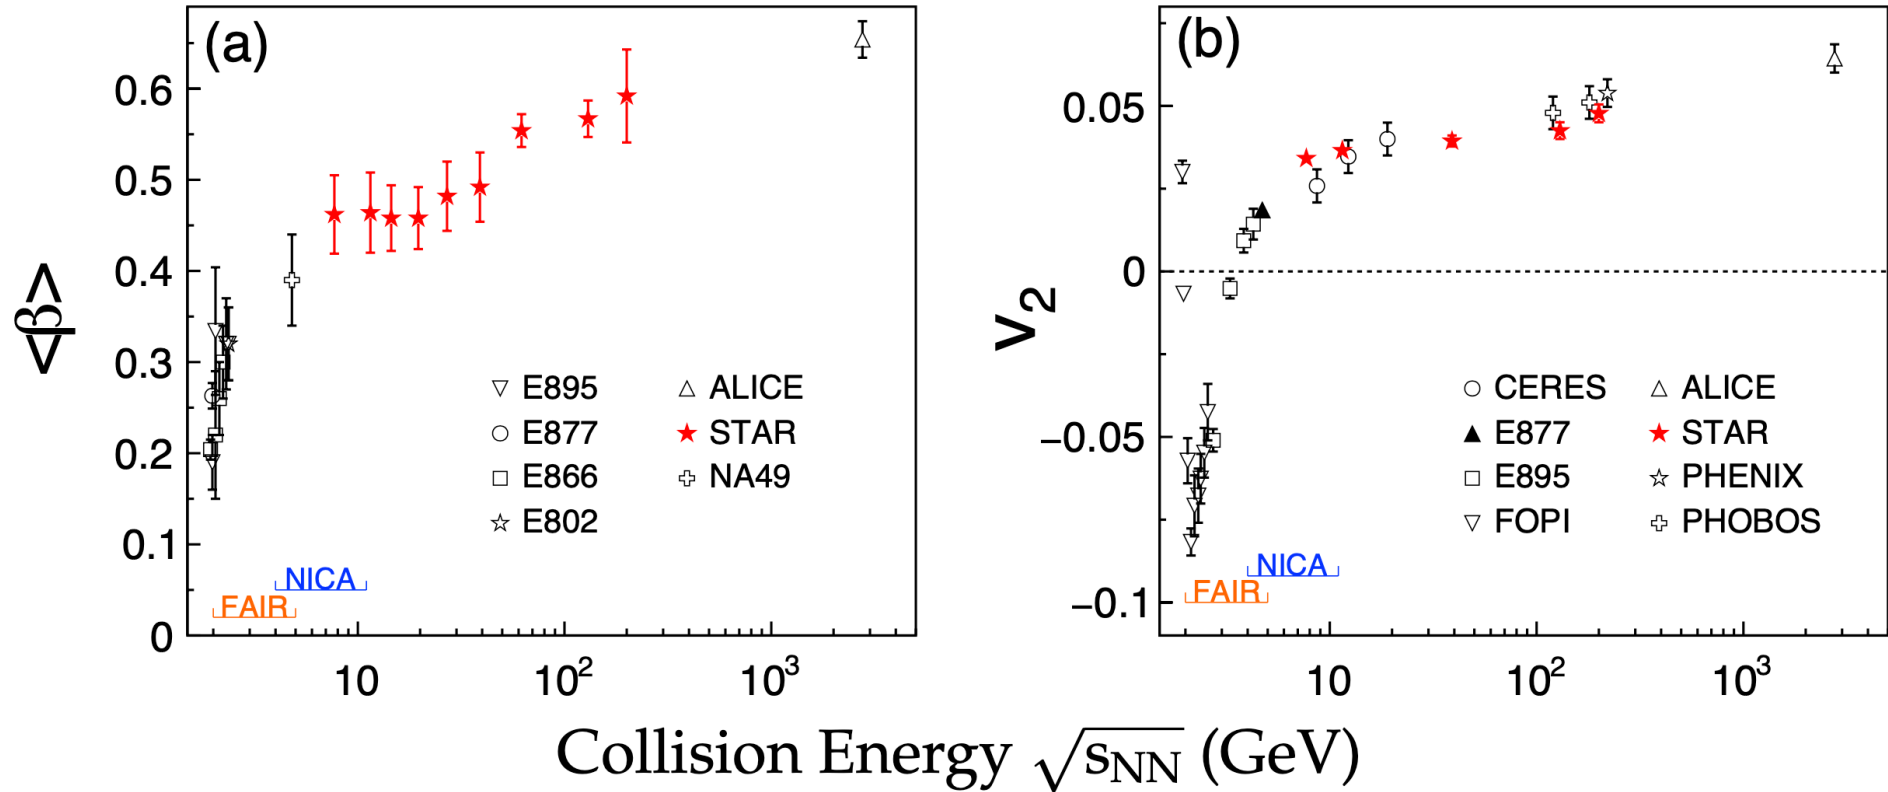 (a)
<β>
0.6
0.5
0.4
0.3
0.2
0.1
0
E895
E877
E866
E802
ALICE
STAR
NA49
NICA
FAIR
10
10²
10³
(b)
v₂
0.05
0
−0.05
−0.1
CERES
E877
E895
FOPI
ALICE
STAR
PHENIX
PHOBOS
NICA
FAIR
10
10²
10³
Collision Energy √sNN (GeV)